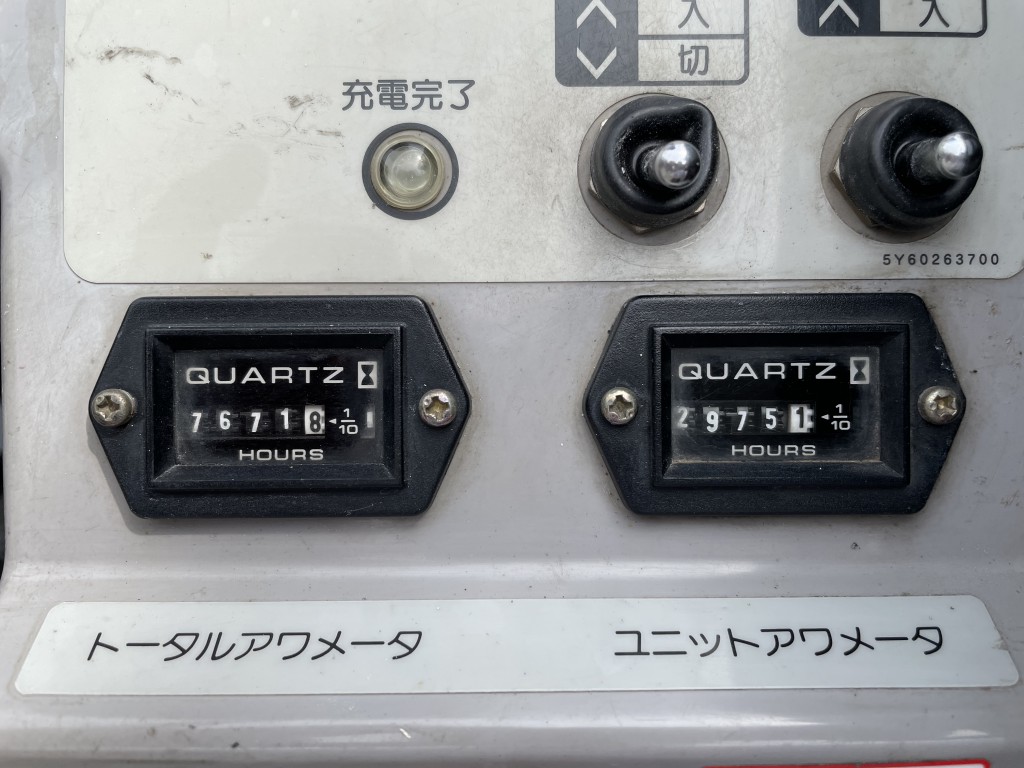 入
入
切
充電完了
5Y60263700
QUARTZ
76718 1/10
HOURS
QUARTZ
29751 1/10
HOURS
トータルアワメータ
ユニットアワメータ